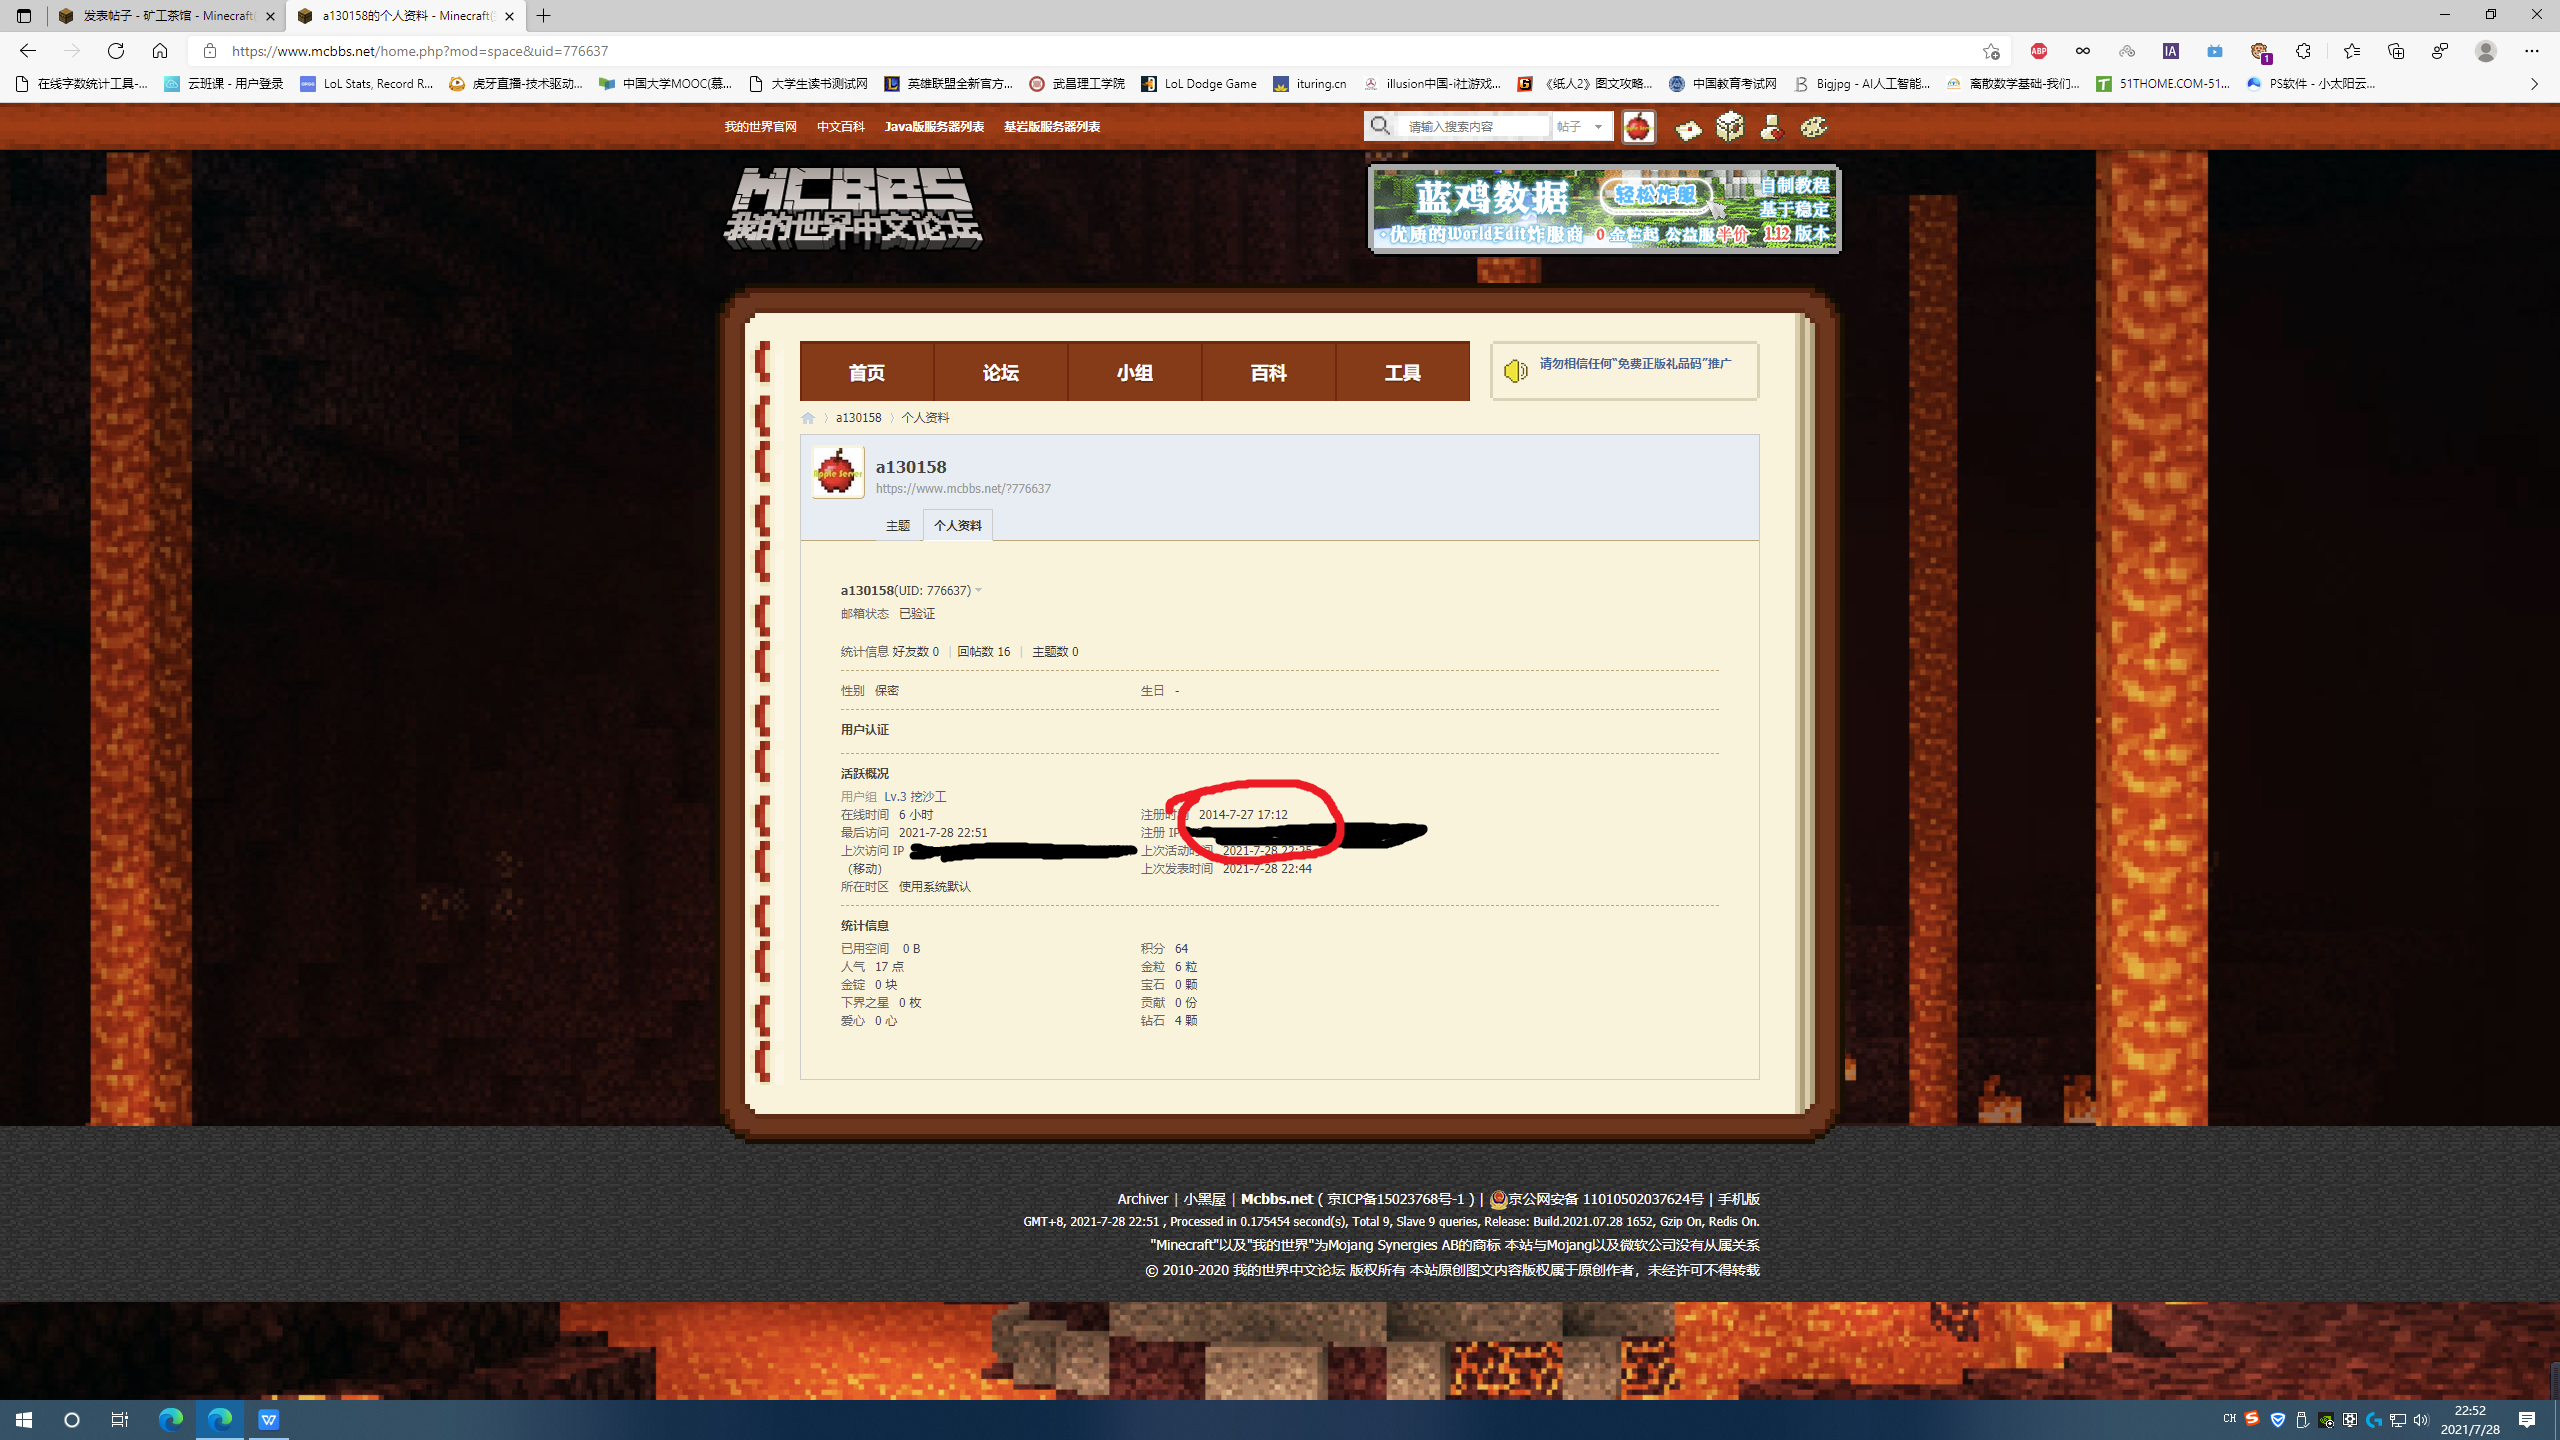 发表帖子 - 矿工茶馆 - Minecraft(
a130158的个人资料 - Minecraft(
https://www.mcbbs.net/home.php?mod=space&uid=776637
在线字数统计工具-...
云班课 - 用户登录
LoL Stats, Record R...
虎牙直播-技术驱动...
中国大学MOOC(慕...
大学生读书测试网
英雄联盟全新官方...
武昌理工学院
LoL Dodge Game
ituring.cn
illusion中国-i社游戏...
《纸人2》图文攻略...
中国教育考试网
Bigjpg - AI人工智能...
离散数学基础-我们...
51THOME.COM-51...
PS软件 - 小太阳云...
我的世界官网 中文百科 Java版服务器列表 基岩版服务器列表
请输入搜索内容 帖子
MCBBS
我的世界中文论坛
蓝鸡数据 轻松炸服 自制教程
基于稳定
优质的WorldEdit炸服商 0 金粒起 公益服半价 1.12 版本
首页 论坛 小组 百科 工具
请勿相信任何“免费正版礼品码”推广
a130158 〉 个人资料
Apple Server
a130158
https://www.mcbbs.net/?776637
主题 个人资料
a130158(UID: 776637)
邮箱状态 已验证
统计信息 好友数 0 | 回帖数 16 | 主题数 0
性别 保密 生日 -
用户认证
活跃概况
用户组 Lv.3 挖沙工
在线时间 6 小时 注册时间 2014-7-27 17:12
最后访问 2021-7-28 22:51 注册 IP
上次访问 IP 上次活动时间 2021-7-28 22:25
(移动) 上次发表时间 2021-7-28 22:44
所在时区 使用系统默认
统计信息
已用空间 0 B 积分 64
人气 17 点 金粒 6 粒
金锭 0 块 宝石 0 颗
下界之星 0 枚 贡献 0 份
爱心 0 心 钻石 4 颗
Archiver | 小黑屋 | Mcbbs.net ( 京ICP备15023768号-1 ) | 京公网安备 11010502037624号 | 手机版
GMT+8, 2021-7-28 22:51 , Processed in 0.175454 second(s), Total 9, Slave 9 queries, Release: Build.2021.07.28 1652, Gzip On, Redis On.
"Minecraft"以及"我的世界"为Mojang Synergies AB的商标 本站与Mojang以及微软公司没有从属关系
© 2010-2020 我的世界中文论坛 版权所有 本站原创图文内容版权属于原创作者，未经许可不得转载
CH
22:52
2021/7/28